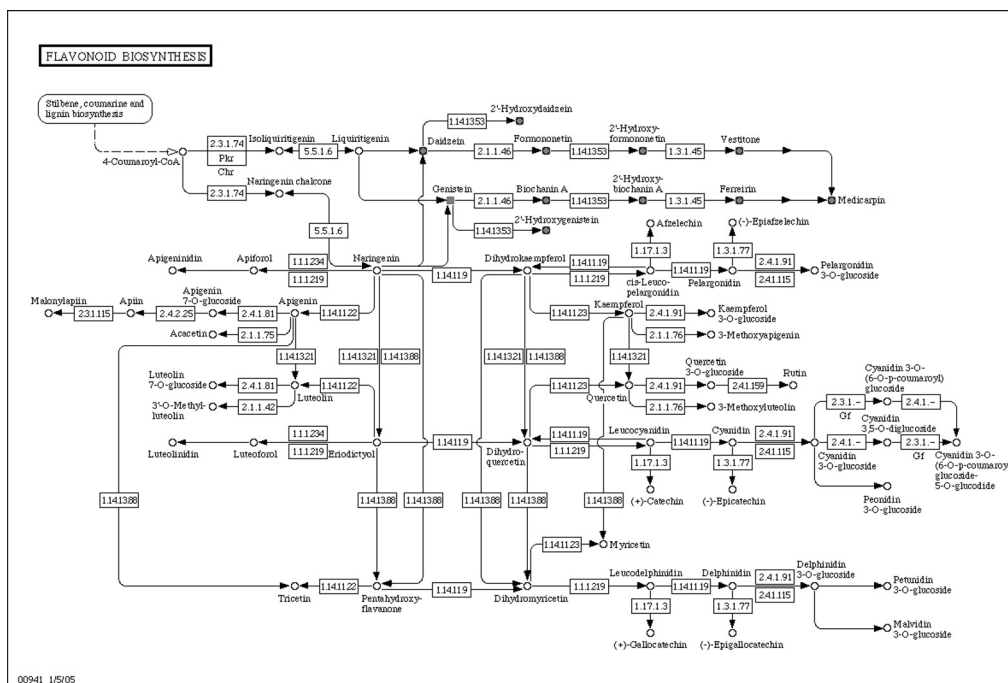 FLAVONOID BIOSYNTHESIS
Stilbene, coumarine and
lignin biosynthesis
4-Coumaroyl-CoA
2.3.1.74
Pkr
Chr
Isoliquiritigenin
5.5.1.6
Liquiritigenin
1.14.13.53
2'-Hydroxydaidzein
Daidzein
2.1.1.46
Formononetin
1.14.13.53
2'-Hydroxy-
formononetin
1.3.1.45
Vestitone
2.3.1.74
Naringenin chalcone
Genistein
2.1.1.46
Biochanin A
1.14.13.53
2'-Hydroxy-
biochanin A
1.3.1.45
Ferreirin
Medicarpin
1.14.13.53
2'-Hydroxygenistein
5.5.1.6
Afzelechin
(-)-Epiafzelechin
1.17.1.3
1.3.1.77
Apigeninidin
Apiforol
1.1.1.234
1.1.1.219
Naringenin
1.14.11.9
Dihydrokaempferol
1.14.11.19
1.1.1.219
cis-Leuco-
pelargonidin
1.14.11.19
Pelargonidin
2.4.1.91
2.4.1.115
Pelargonidin
3-O-glucoside
Malonylapiin
2.3.1.115
Apiin
2.4.2.25
Apigenin
7-O-glucoside
2.4.1.81
Apigenin
1.14.11.22
1.14.11.23
Kaempferol
2.4.1.91
Kaempferol
3-O-glucoside
Acacetin
2.1.1.75
2.1.1.76
3-Methoxyapigenin
1.14.13.21
1.14.13.21
1.14.13.88
1.14.13.21
1.14.13.88
1.14.13.21
Luteolin
7-O-glucoside
2.4.1.81
Luteolin
1.14.11.22
1.14.11.23
Quercetin
2.4.1.91
Quercetin
3-O-glucoside
2.4.1.159
Rutin
3'-O-Methyl-
luteolin
2.1.1.42
2.1.1.76
3-Methoxyluteolin
2.3.1.-
Gf
2.4.1.-
Cyanidin 3-O-
(6-O-p-coumaroyl)
glucoside
Luteolinidin
Luteoforol
1.1.1.234
1.1.1.219
Eriodictyol
1.14.11.9
Dihydro-
quercetin
1.14.11.19
1.1.1.219
Leucocyanidin
1.14.11.19
Cyanidin
2.4.1.91
2.4.1.115
Cyanidin
3-O-glucoside
2.4.1.-
Cyanidin
3,5-O-diglucoside
2.3.1.-
Gf
Cyanidin 3-O-
(6-O-p-coumaroy
glucoside-
5-O-glucodide
1.17.1.3
1.3.1.77
(+)-Catechin
(-)-Epicatechin
Peonidin
3-O-glucoside
1.14.13.88
1.14.13.88
1.14.13.88
1.14.13.88
1.14.13.88
1.14.13.88
1.14.11.23
Myricetin
Tricetin
1.14.11.22
Pentahydroxy-
flavanone
1.14.11.9
Dihydromyricetin
1.1.1.219
Leucodelphinidin
1.14.11.19
Delphinidin
2.4.1.91
2.4.1.115
Delphinidin
3-O-glucoside
Petunidin
3-O-glucoside
1.17.1.3
1.3.1.77
(+)-Gallocatechin
(-)-Epigallocatechin
Malvidin
3-O-glucoside
00941 1/5/05